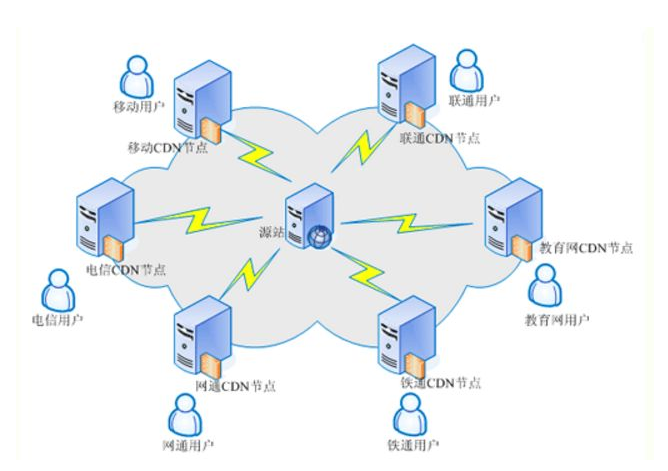 移动用户
联通用户
移动CDN节点
联通CDN节点
源站
教育网CDN节点
电信CDN节点
电信用户
教育网用户
网通CDN节点
铁通CDN节点
网通用户
铁通用户